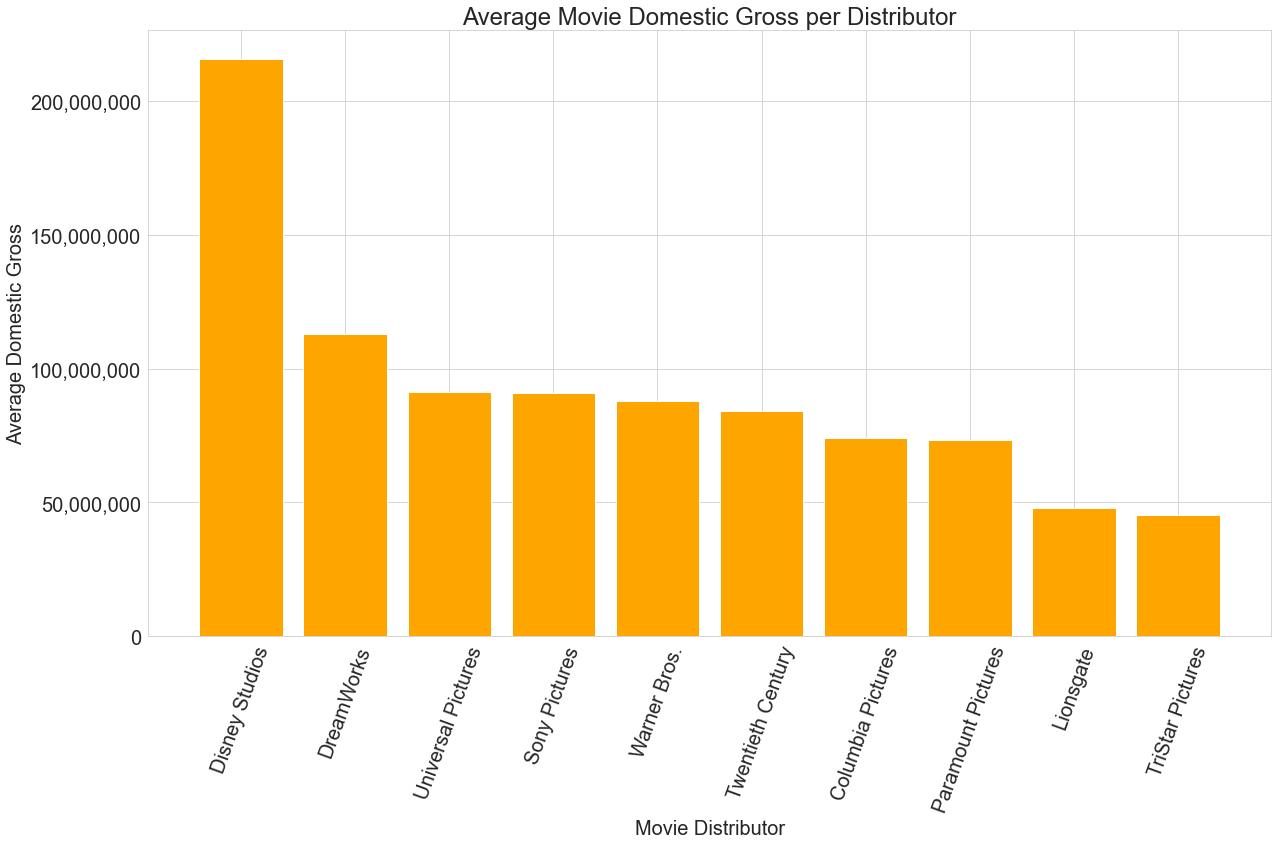 Average Movie Domestic Gross per Distributor
Average Domestic Gross
200,000,000
150,000,000
100,000,000
50,000,000
0
Disney Studios
DreamWorks
Universal Pictures
Sony Pictures
Warner Bros.
Twentieth Century
Columbia Pictures
Paramount Pictures
Lionsgate
TriStar Pictures
Movie Distributor